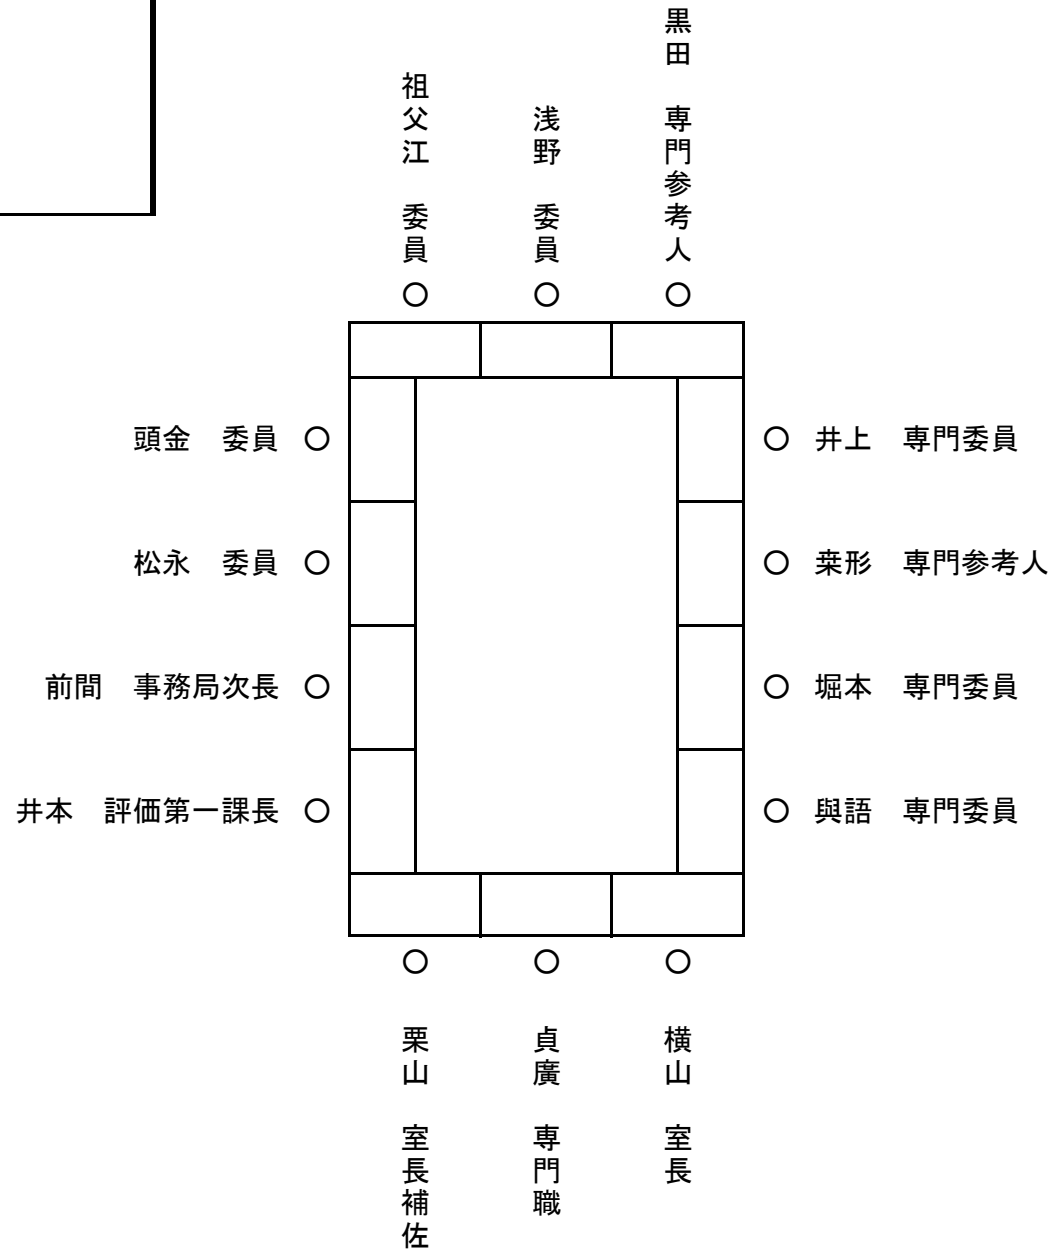 黒田　専門参考人
浅野　委員
祖父江　委員
頭金　委員
井上　専門委員
松永　委員
桒形　専門参考人
前間　事務局次長
堀本　専門委員
井本　評価第一課長
與語　専門委員
横山　室長
貞廣　専門職
栗山　室長補佐